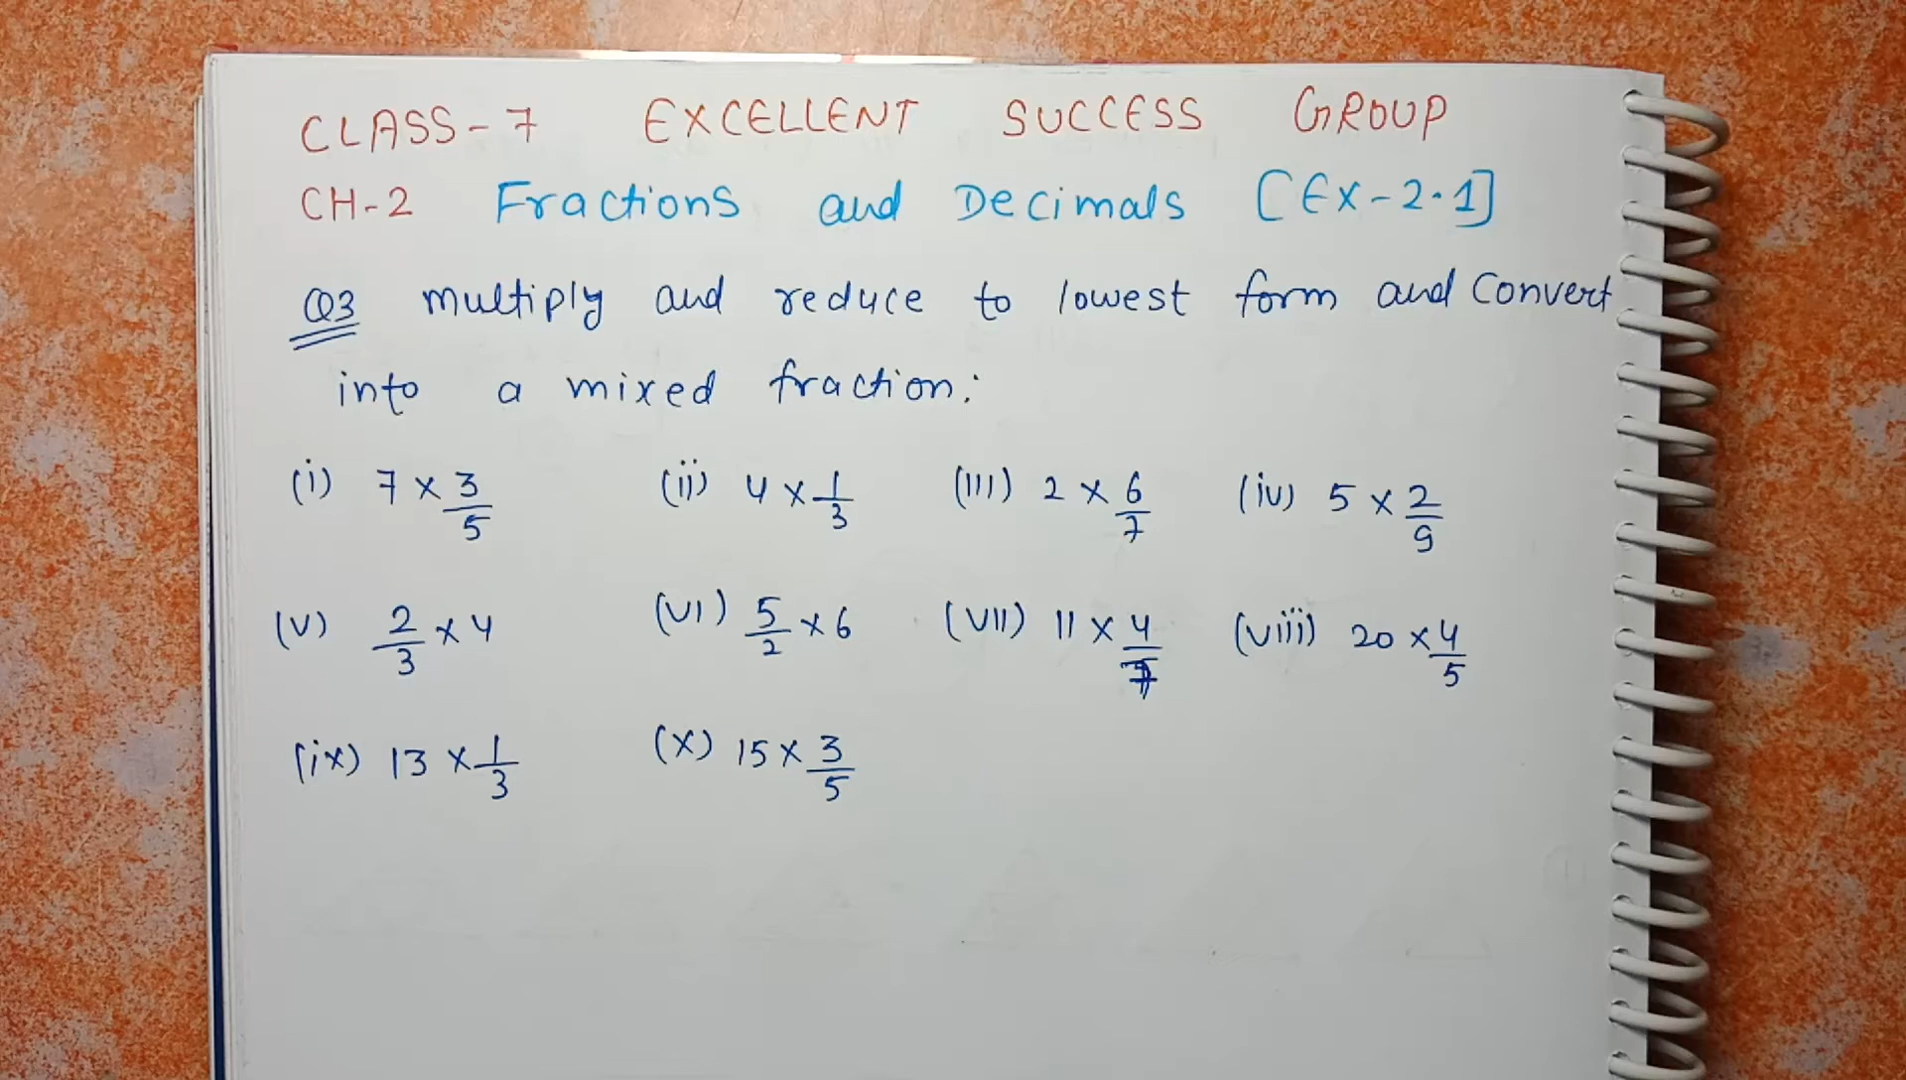 CLASS-7 EXCELLENT SUCCESS GROUP
CH-2 Fractions and Decimals [EX-2.1]
Q3 multiply and reduce to lowest form and Convert
into a mixed fraction:
(i) 7 × 3/5 (ii) 4 × 1/3 (iii) 2 × 6/7 (iv) 5 × 2/9
(v) 2/3 × 4 (vi) 5/2 × 6 (vii) 11 × 4/7 (viii) 20 × 4/5
(ix) 13 × 1/3 (x) 15 × 3/5